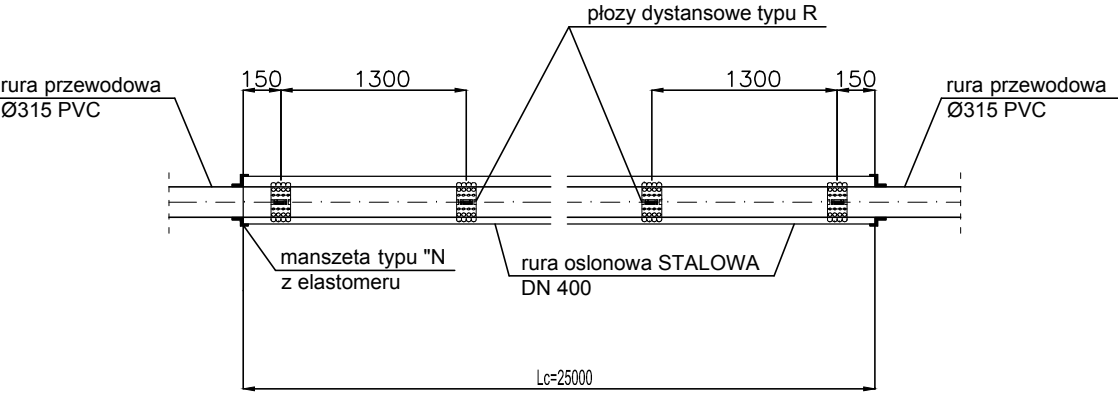 płozy dystansowe typu R
150
1300
1300
150
rura przewodowa
Ø315 PVC
rura przewodowa
Ø315 PVC
manszeta typu "N
z elastomeru
rura oslonowa STALOWA
DN 400
Lc=25000